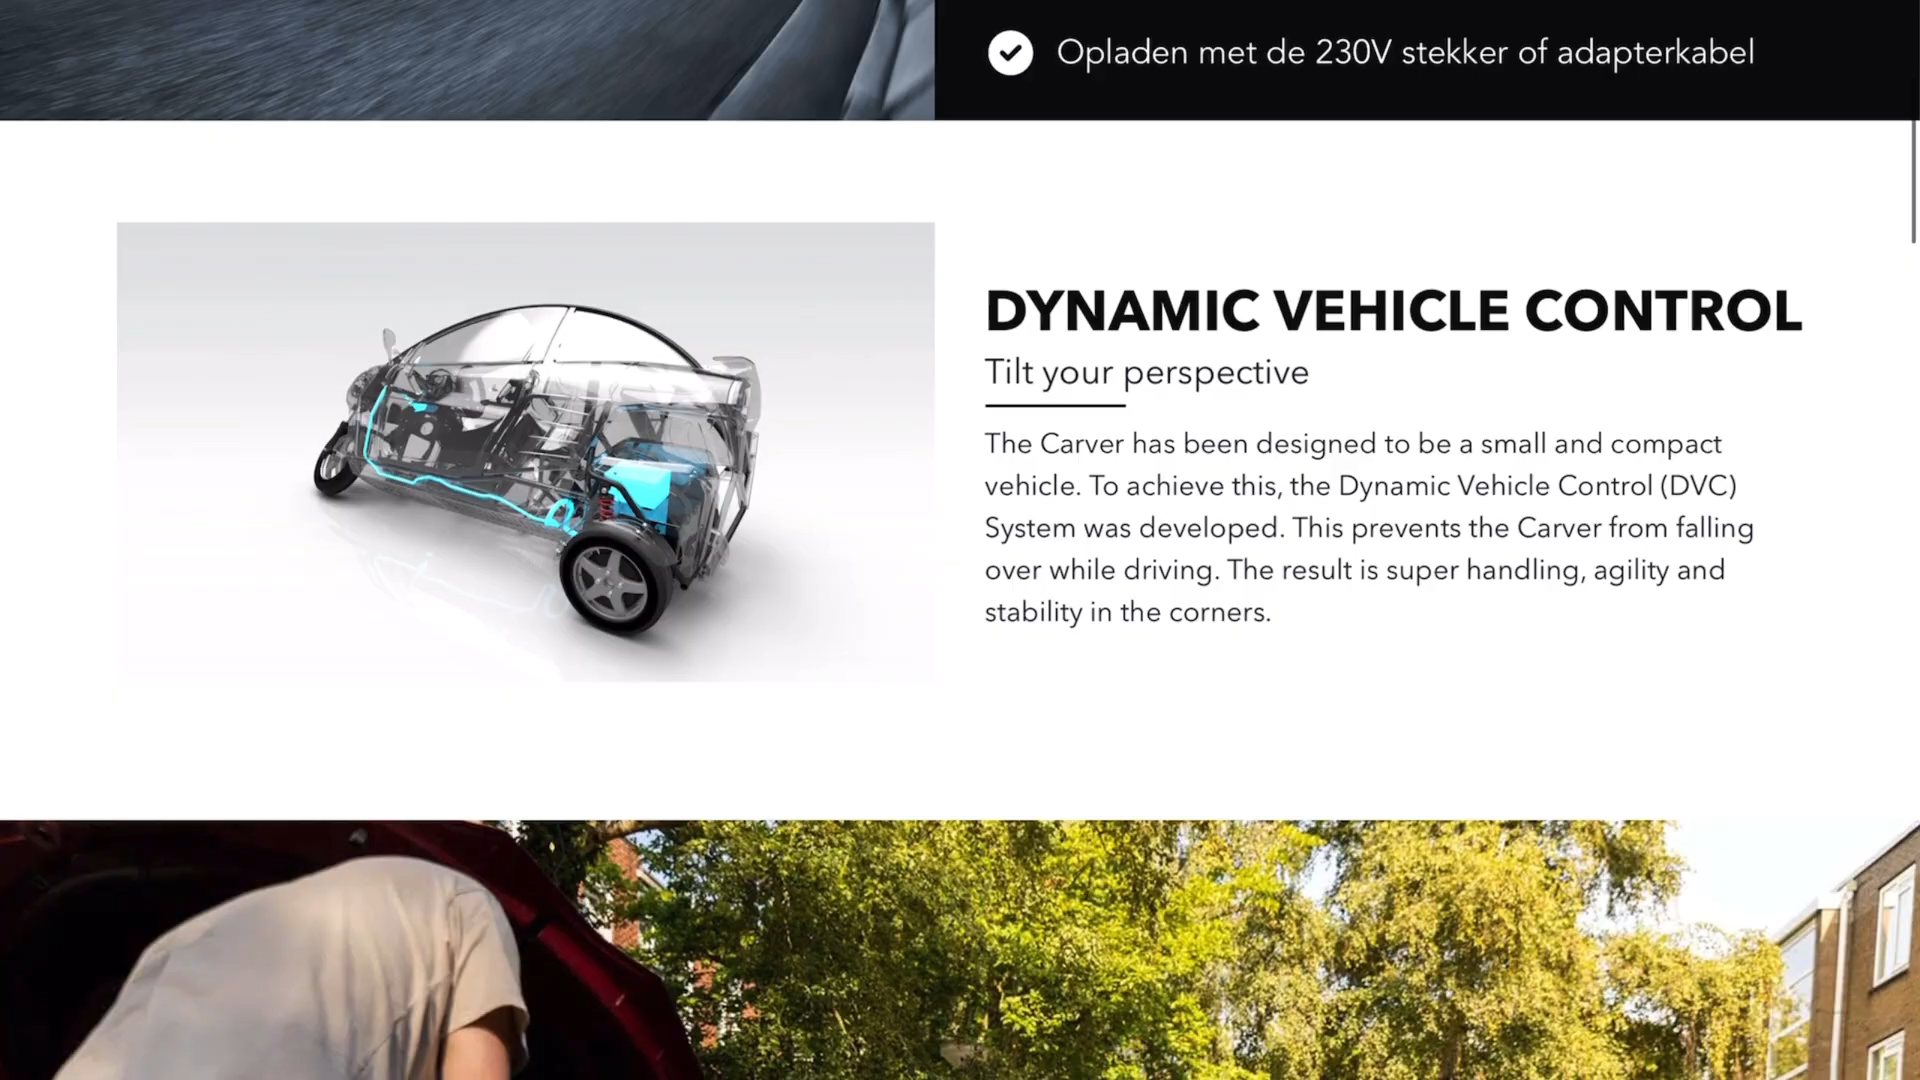 Opladen met de 230V stekker of adapterkabel
DYNAMIC VEHICLE CONTROL
Tilt your perspective
The Carver has been designed to be a small and compact
vehicle. To achieve this, the Dynamic Vehicle Control (DVC)
System was developed. This prevents the Carver from falling
over while driving. The result is super handling, agility and
stability in the corners.